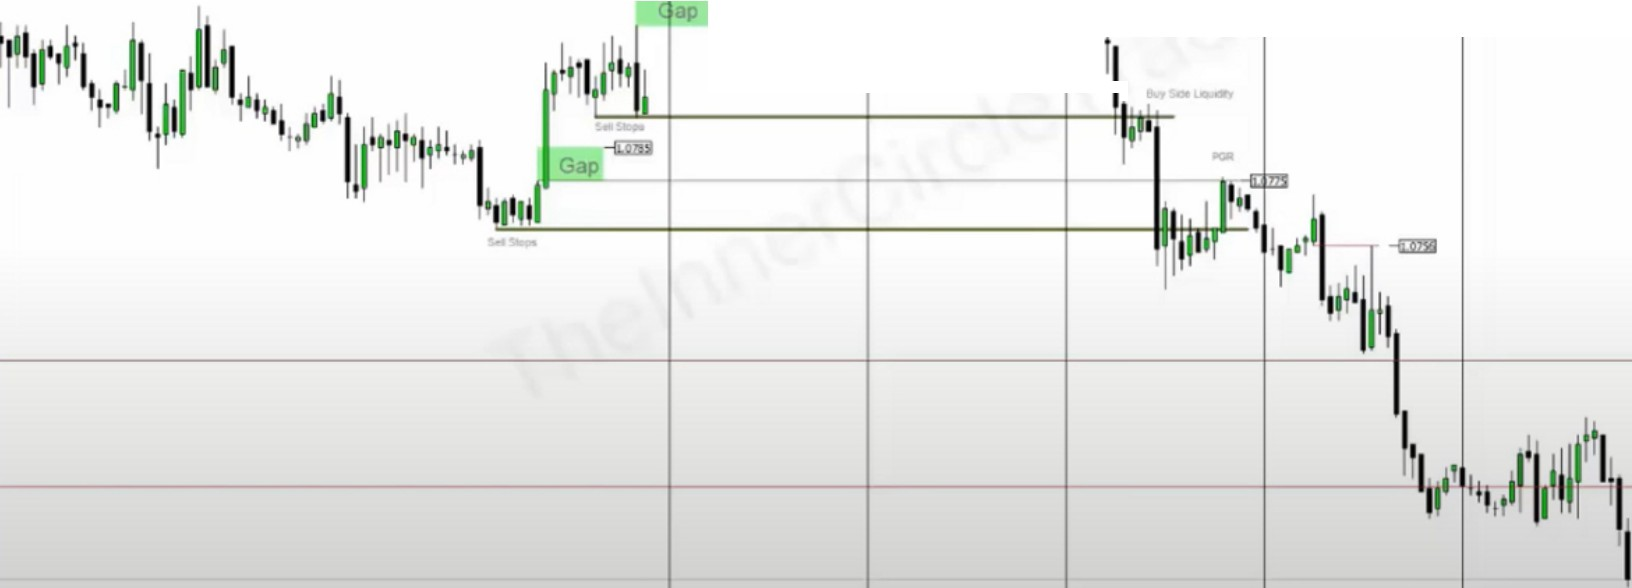 Gap
Buy Side Liquidity
Sell Stops
1.0785
PGR
Gap
1.0775
Sell Stops
1.0756
TheInnerCircleTrader